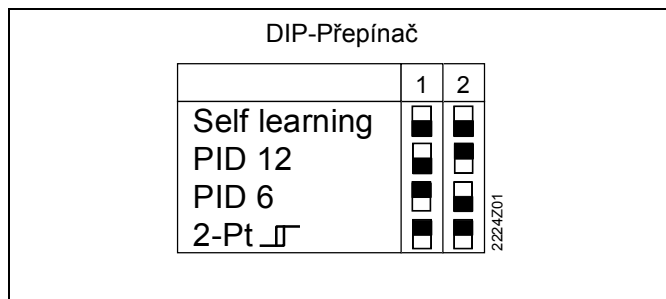 DIP-Přepínač
1 2
Self learning
PID 12
PID 6
2-Pt
2224Z01